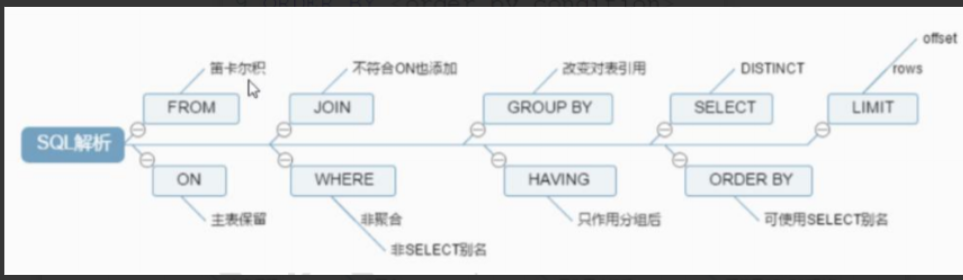 SQL解析
笛卡尔积
FROM
不符合ON也添加
JOIN
改变对表引用
GROUP BY
DISTINCT
SELECT
offset
rows
LIMIT
ON
主表保留
WHERE
非聚合
非SELECT别名
HAVING
只作用分组后
ORDER BY
可使用SELECT别名